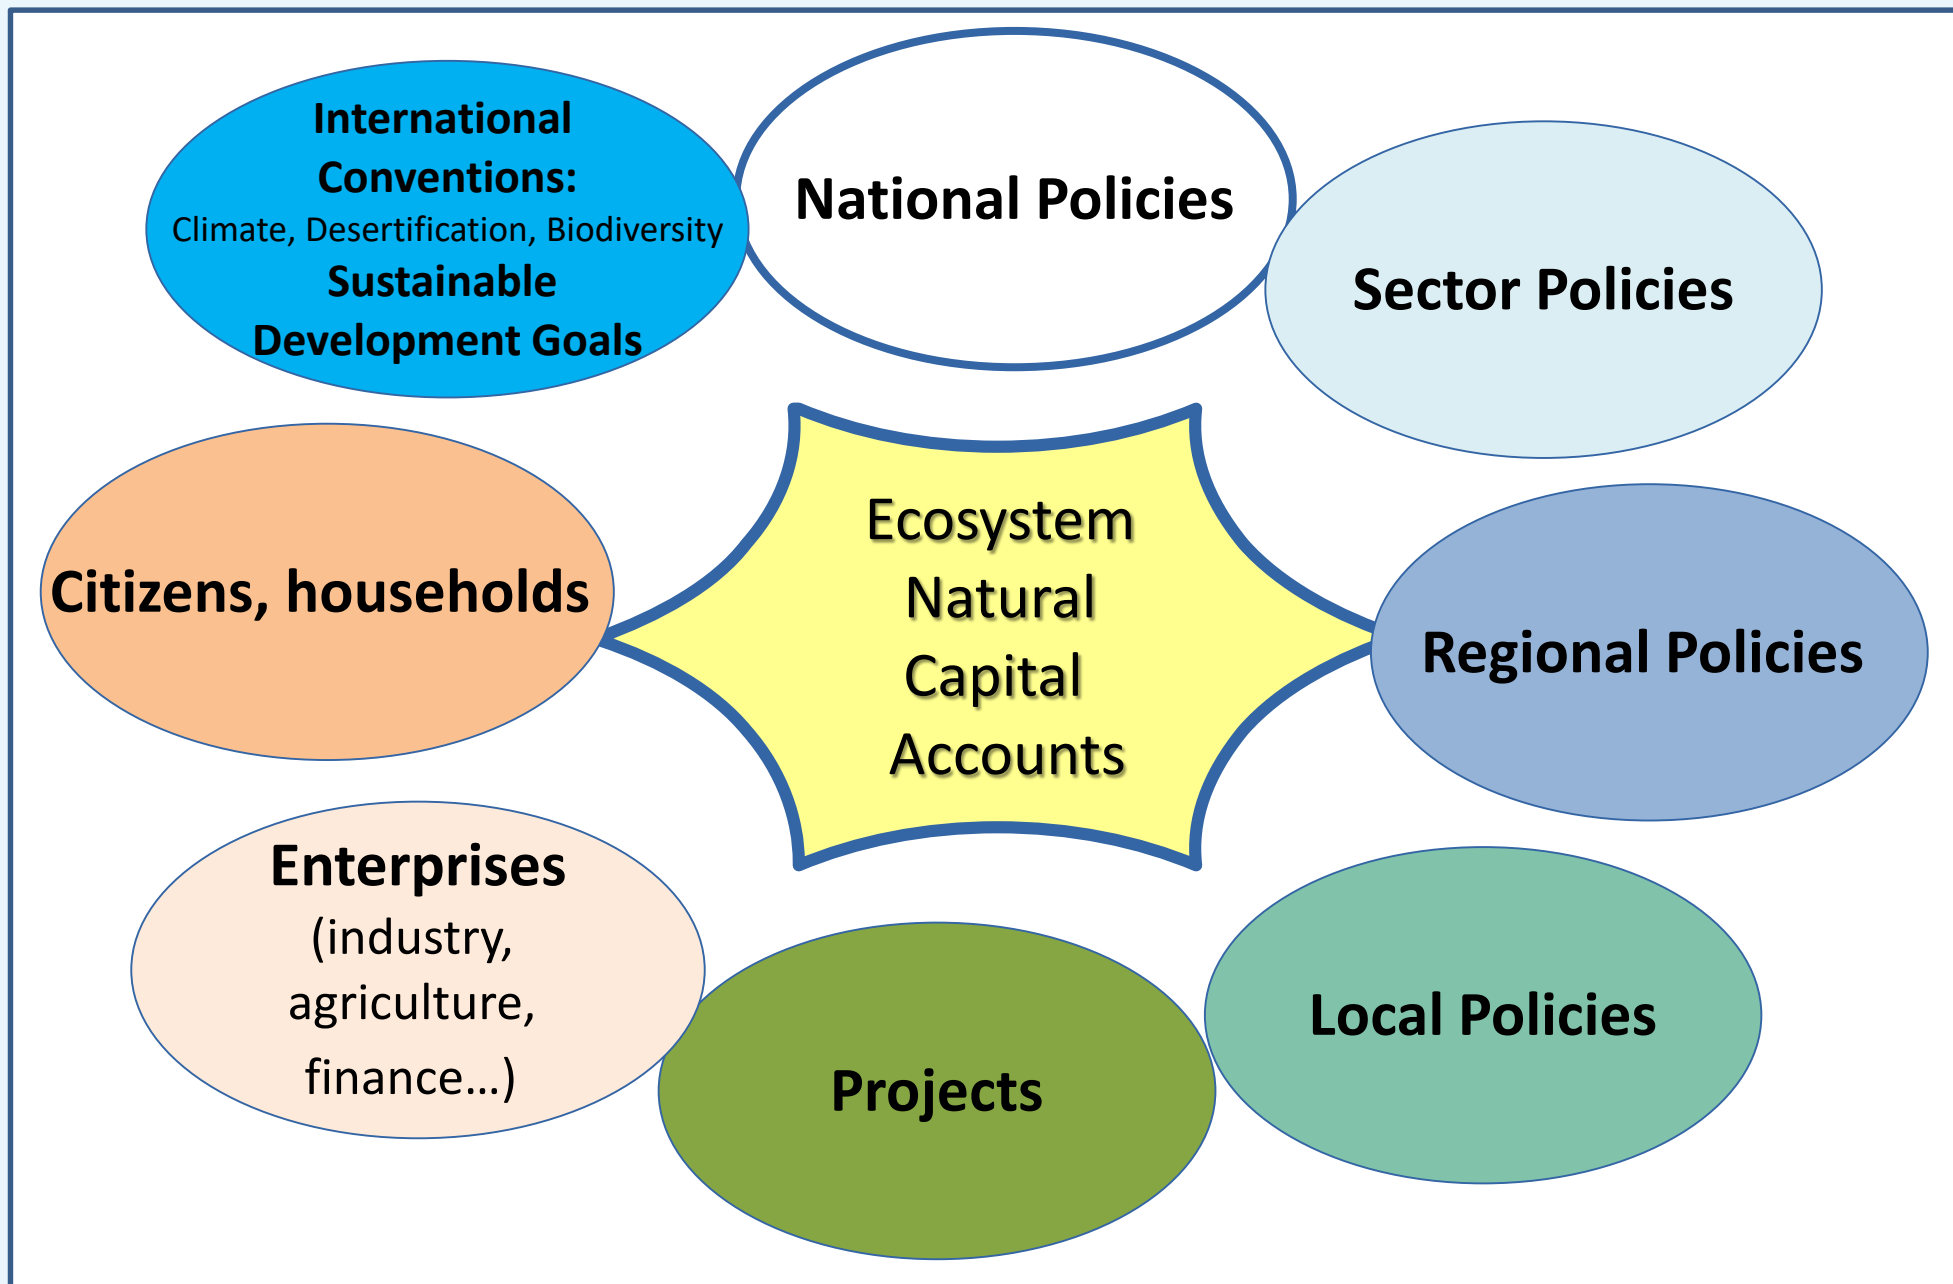 International
Conventions:
Climate, Desertification, Biodiversity
Sustainable
Development Goals
National Policies
Sector Policies
Citizens, households
Ecosystem
Natural
Capital
Accounts
Regional Policies
Enterprises
(industry,
agriculture,
finance...)
Projects
Local Policies